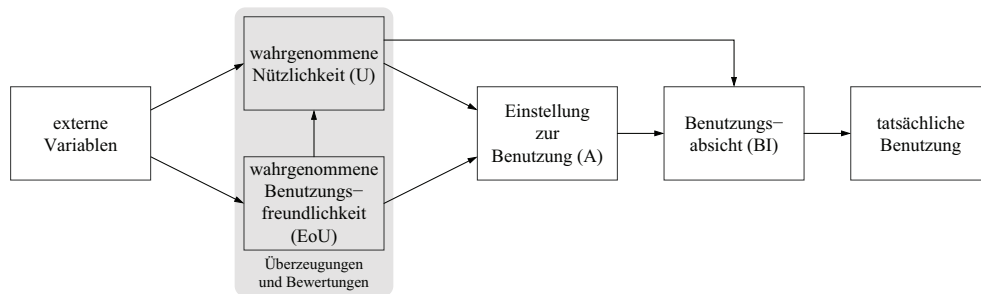 externe
Variablen
wahrgenommene
Nützlichkeit (U)
wahrgenommene
Benutzungs−
freundlichkeit
(EoU)
Überzeugungen
und Bewertungen
Einstellung
zur
Benutzung (A)
Benutzungs−
absicht (BI)
tatsächliche
Benutzung